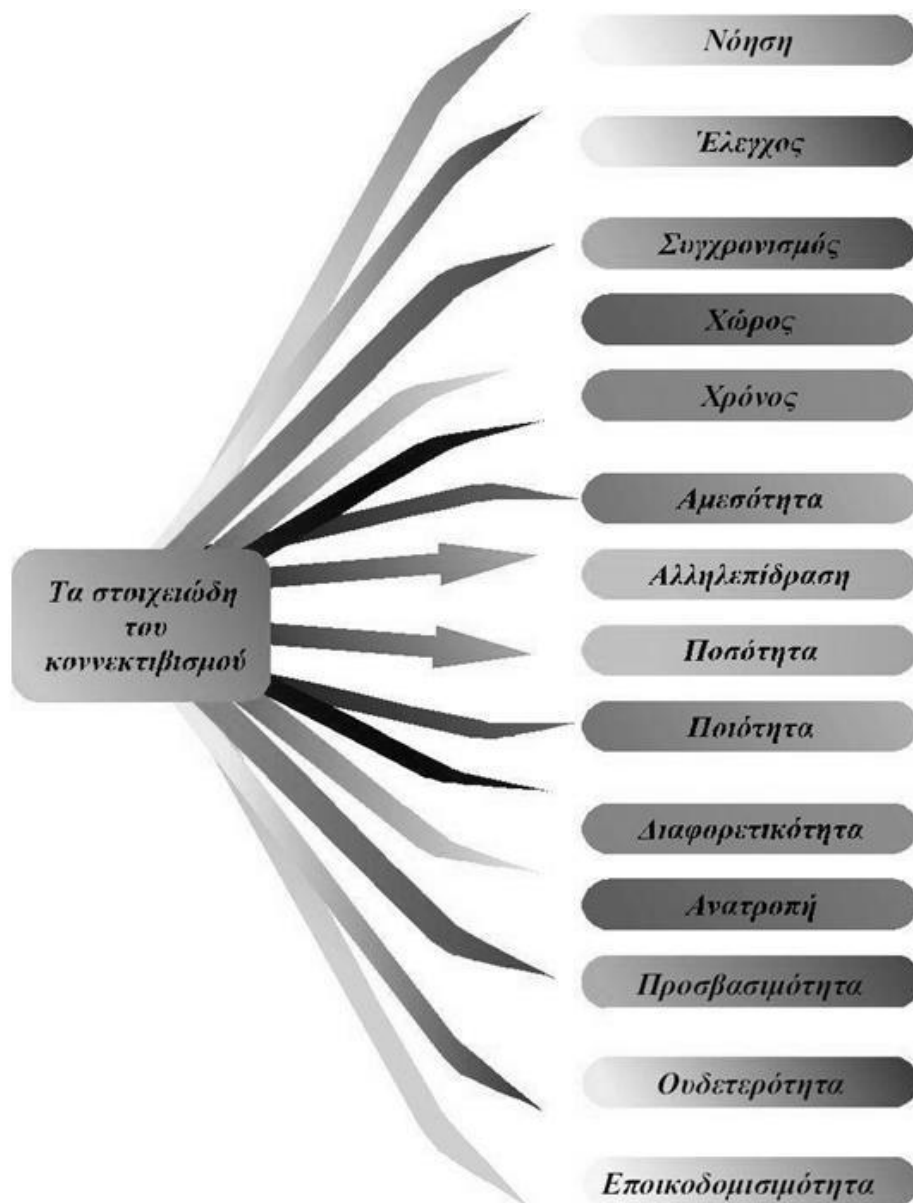 Νόηση
Έλεγχος
Συγχρονισμός
Χώρος
Χρόνος
Αμεσότητα
Τα στοιχειώδη
του
κοννεκτιβισμού
Αλληλεπίδραση
Ποσότητα
Ποιότητα
Διαφορετικότητα
Ανατροπή
Προσβασιμότητα
Ουδετερότητα
Εποικοδομισιμότητα